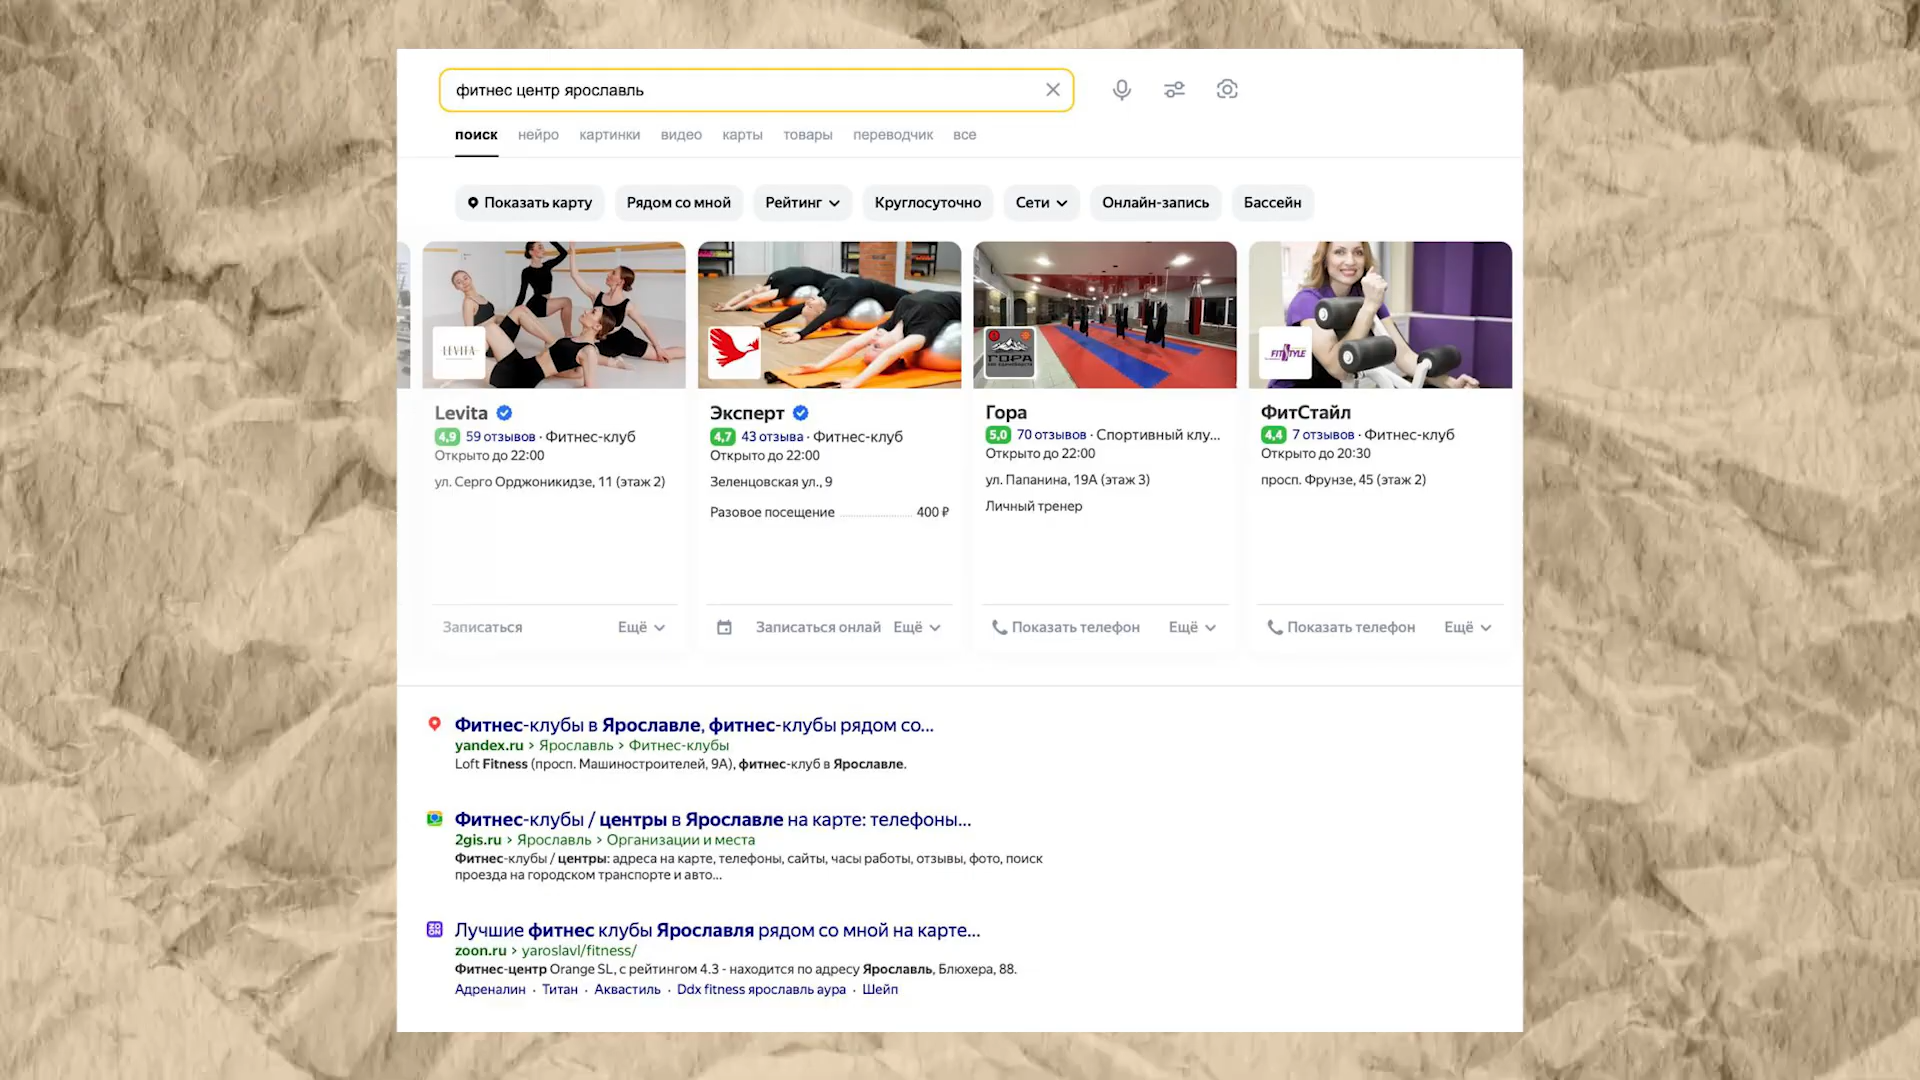 фитнес центр ярославль
поиск нейро картинки видео карты товары переводчик все
Показать карту Рядом со мной Рейтинг Круглосуточно Сети Онлайн-запись Бассейн
LEVITA
ГОРА
FITSTYLE
Levita
4,9 59 отзывов · Фитнес-клуб
Открыто до 22:00
ул. Серго Орджоникидзе, 11 (этаж 2)
Записаться Ещё
Эксперт
4,7 43 отзыва · Фитнес-клуб
Открыто до 22:00
Зеленцовская ул., 9
Разовое посещение 400 ₽
Записаться онлай Ещё
Гора
5,0 70 отзывов · Спортивный клу...
Открыто до 22:00
ул. Папанина, 19А (этаж 3)
Личный тренер
Показать телефон Ещё
ФитСтайл
4,4 7 отзывов · Фитнес-клуб
Открыто до 20:30
просп. Фрунзе, 45 (этаж 2)
Показать телефон Ещё
Фитнес-клубы в Ярославле, фитнес-клубы рядом со...
yandex.ru › Ярославль › Фитнес-клубы
Loft Fitness (просп. Машиностроителей, 9А), фитнес-клуб в Ярославле.
Фитнес-клубы / центры в Ярославле на карте: телефоны...
2gis.ru › Ярославль › Организации и места
Фитнес-клубы / центры: адреса на карте, телефоны, сайты, часы работы, отзывы, фото, поиск
проезда на городском транспорте и авто...
ZOON
Лучшие фитнес клубы Ярославля рядом со мной на карте...
zoon.ru › yaroslavl/fitness/
Фитнес-центр Orange SL, с рейтингом 4.3 - находится по адресу Ярославль, Блюхера, 88.
Адреналин · Титан · Аквастиль · Ddx fitness ярославль аура · Шейп